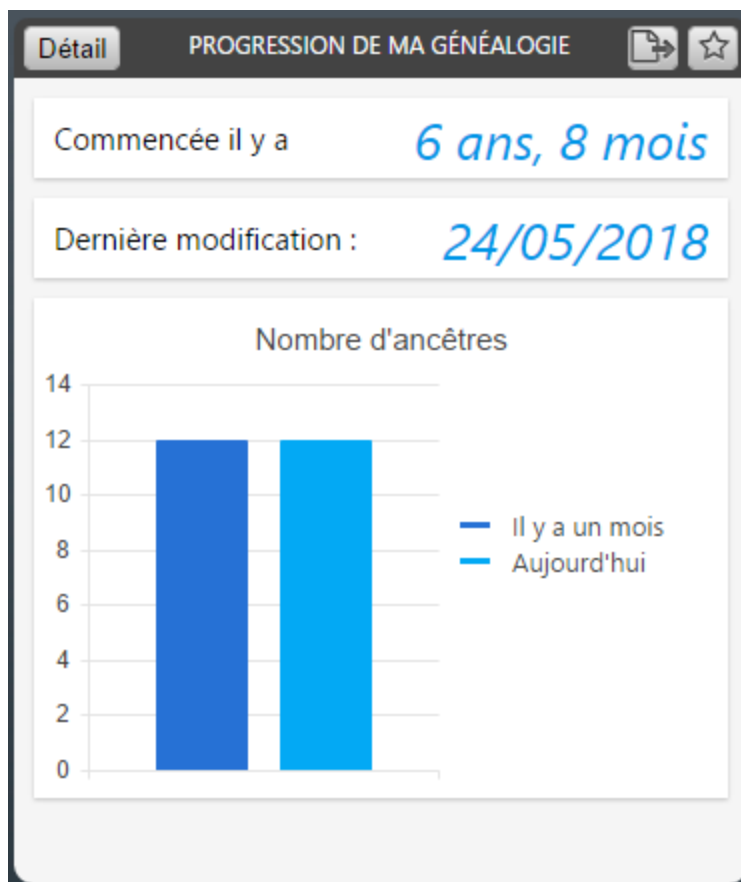 Détail PROGRESSION DE MA GÉNÉALOGIE
Commencée il y a 6 ans, 8 mois
Dernière modification : 24/05/2018
Nombre d'ancêtres
14
12
10
8
6
4
2
0
Il y a un mois
Aujourd'hui